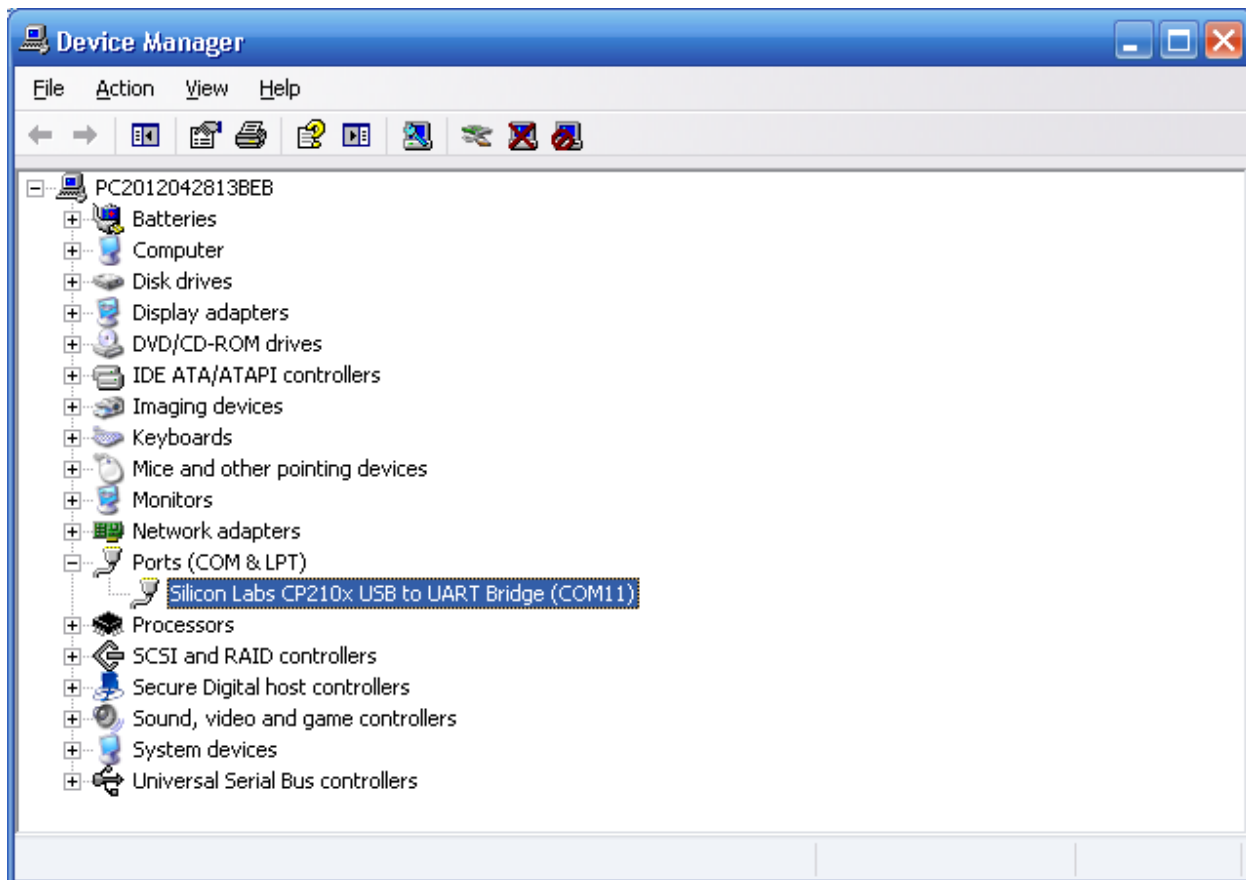 Device Manager
File Action View Help
PC2012042813BEB
Batteries
Computer
Disk drives
Display adapters
DVD/CD-ROM drives
IDE ATA/ATAPI controllers
Imaging devices
Keyboards
Mice and other pointing devices
Monitors
Network adapters
Ports (COM & LPT)
Silicon Labs CP210x USB to UART Bridge (COM11)
Processors
SCSI and RAID controllers
Secure Digital host controllers
Sound, video and game controllers
System devices
Universal Serial Bus controllers